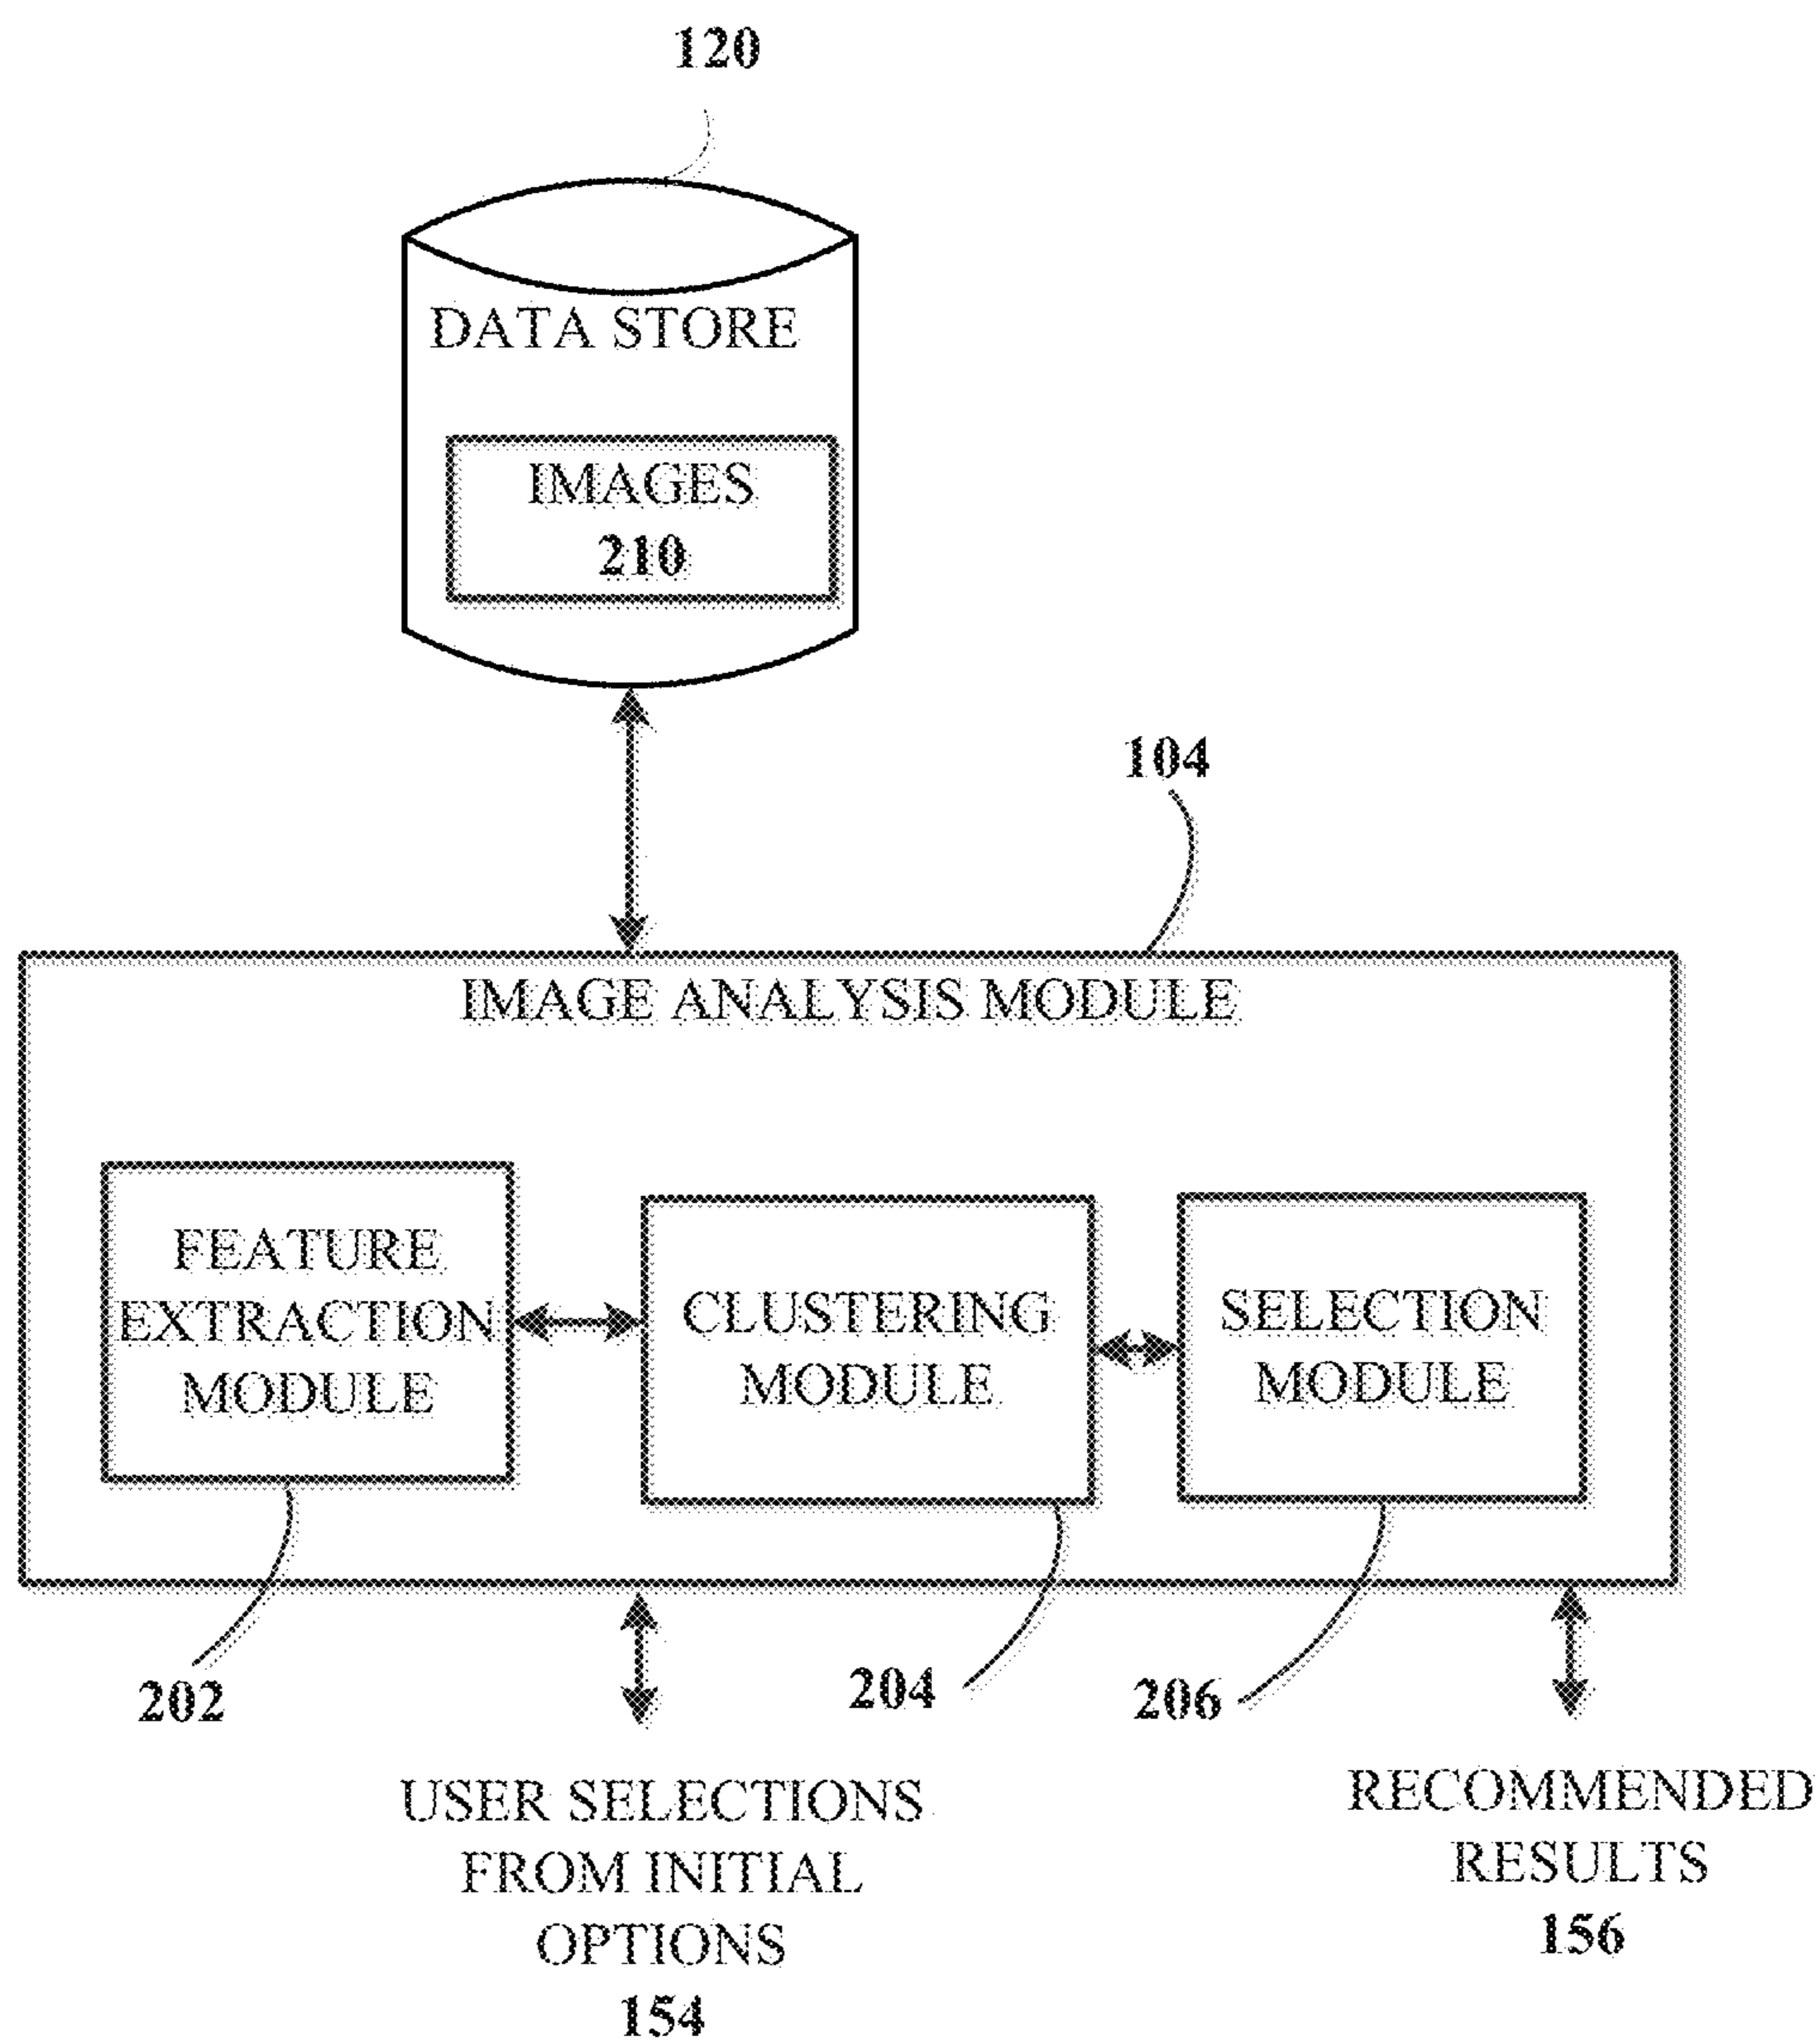 120
DATA STORE
IMAGES
210
104
IMAGE ANALYSIS MODULE
FEATURE
EXTRACTION
MODULE
CLUSTERING
MODULE
SELECTION
MODULE
202
204
206
USER SELECTIONS
FROM INITIAL
OPTIONS
154
RECOMMENDED
RESULTS
156